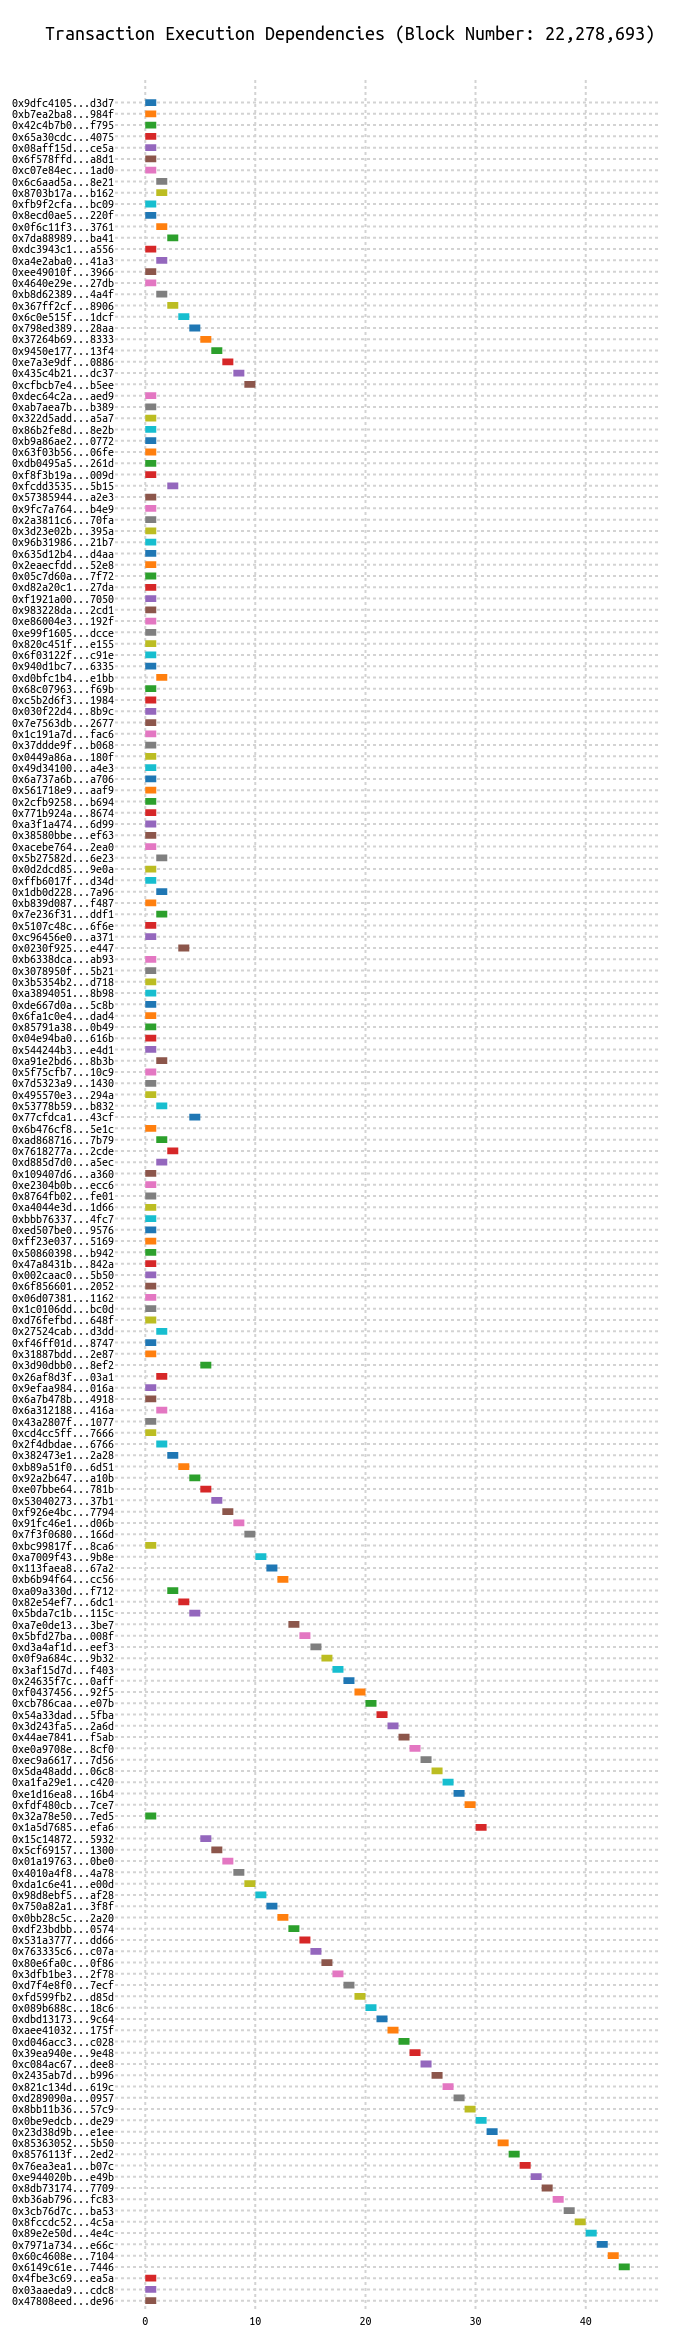 Transaction Execution Dependencies (Block Number: 22,278,693)
0x9dfc4105...d3d7
0xb7ea2ba8...984f
0x42c4b7b0...f795
0x65a30cdc...4075
0x08aff15d...ce5a
0x6f578ffd...a8d1
0xc07e84ec...1ad0
0x6c6aad5a...8e21
0x8703b17a...b162
0xfb9f2cfa...bc09
0x8ecd0ae5...220f
0x0f6c11f3...3761
0x7da88989...ba41
0xdc3943c1...a556
0xa4e2aba0...41a3
0xee49010f...3966
0x4640e29e...27db
0xb8d62389...4a4f
0x367ff2cf...8906
0x6c0e515f...1dcf
0x798ed389...28aa
0x37264b69...8333
0x9450e177...13f4
0xe7a3e9df...0886
0x435c4b21...dc37
0xcfbcb7e4...b5ee
0xdec64c2a...aed9
0xab7aea7b...b389
0x322d5add...a5a7
0x86b2fe8d...8e2b
0xb9a86ae2...0772
0x63f03b56...06fe
0xdb0495a5...261d
0xf8f3b19a...009d
0xfcdd3535...5b15
0x57385944...a2e3
0x9fc7a764...b4e9
0x2a3811c6...70fa
0x3d23e02b...395a
0x96b31986...21b7
0x635d12b4...d4aa
0x2eaecfdd...52e8
0x05c7d60a...7f72
0xd82a20c1...27da
0xf1921a00...7050
0x983228da...2cd1
0xe86004e3...192f
0xe99f1605...dcce
0x820c451f...e155
0x6f03122f...c91e
0x940d1bc7...6335
0xd0bfc1b4...e1bb
0x68c07963...f69b
0xc5b2d6f3...1984
0x030f22d4...8b9c
0x7e7563db...2677
0x1c191a7d...fac6
0x37ddde9f...b068
0x0449a86a...180f
0x49d34100...a4e3
0x6a737a6b...a706
0x561718e9...aaf9
0x2cfb9258...b694
0x771b924a...8674
0xa3f1a474...6d99
0x38580bbe...ef63
0xacebe764...2ea0
0x5b27582d...6e23
0x0d2dcd85...9e0a
0xffb6017f...d34d
0x1db0d228...7a96
0xb839d087...f487
0x7e236f31...ddf1
0x5107c48c...6f6e
0xc96456e0...a371
0x0230f925...e447
0xb6338dca...ab93
0x3078950f...5b21
0x3b5354b2...d718
0xa3894051...8b98
0xde667d0a...5c8b
0x6fa1c0e4...dad4
0x85791a38...0b49
0x04e94ba0...616b
0x544244b3...e4d1
0xa91e2bd6...8b3b
0x5f75cfb7...10c9
0x7d5323a9...1430
0x495570e3...294a
0x53778b59...b832
0x77cfdca1...43cf
0x6b476cf8...5e1c
0xad868716...7b79
0x7618277a...2cde
0xd885d7d0...a5ec
0x109407d6...a360
0xe2304b0b...ecc6
0x8764fb02...fe01
0xa4044e3d...1d66
0xbbb76337...4fc7
0xed507be0...9576
0xff23e037...5169
0x50860398...b942
0x47a8431b...842a
0x002caac0...5b50
0x6f856601...2052
0x06d07381...1162
0x1c0106dd...bc0d
0xd76fefbd...648f
0x27524cab...d3dd
0xf46ff01d...8747
0x31887bdd...2e87
0x3d90dbb0...8ef2
0x26af8d3f...03a1
0x9efaa984...016a
0x6a7b478b...4918
0x6a312188...416a
0x43a2807f...1077
0xcd4cc5ff...7666
0x2f4dbdae...6766
0x382473e1...2a28
0xb89a51f0...6d51
0x92a2b647...a10b
0xe07bbe64...781b
0x53040273...37b1
0xf926e4bc...7794
0x91fc46e1...d06b
0x7f3f0680...166d
0xbc99817f...8ca6
0xa7009f43...9b8e
0x113faea8...67a2
0xb6b94f64...cc56
0xa09a330d...f712
0x82e54ef7...6dc1
0x5bda7c1b...115c
0xa7e0de13...3be7
0x5bfd27ba...008f
0xd3a4af1d...eef3
0x0f9a684c...9b32
0x3af15d7d...f403
0x24635f7c...0aff
0xf0437456...92f5
0xcb786caa...e07b
0x54a33dad...5fba
0x3d243fa5...2a6d
0x44ae7841...f5ab
0xe0a9708e...8cf0
0xec9a6617...7d56
0x5da48add...06c8
0xa1fa29e1...c420
0xe1d16ea8...16b4
0xfdf480cb...7ce7
0x32a78e50...7ed5
0x1a5d7685...efa6
0x15c14872...5932
0x5cf69157...1300
0x01a19763...0be0
0x4010a4f8...4a78
0xda1c6e41...e00d
0x98d8ebf5...af28
0x750a82a1...3f8f
0x0bb28c5c...2a20
0xdf23bdbb...0574
0x531a3777...dd66
0x763335c6...c07a
0x80e6fa0c...0f86
0x3dfb1be3...2f78
0xd7f4e8f0...7ecf
0xfd599fb2...d85d
0x089b688c...18c6
0xdbd13173...9c64
0xaee41032...175f
0xd046acc3...c028
0x39ea940e...9e48
0xc084ac67...dee8
0x2435ab7d...b996
0x821c134d...619c
0xd289090a...0957
0x8bb11b36...57c9
0x0be9edcb...de29
0x23d38d9b...e1ee
0x85363052...5b50
0x8576113f...2ed2
0x76ea3ea1...b07c
0xe944020b...e49b
0x8db73174...7709
0xb36ab796...fc83
0x3cb76d7c...ba53
0x8fccdc52...4c5a
0x89e2e50d...4e4c
0x7971a734...e66c
0x60c4608e...7104
0x6149c61e...7446
0x4fbe3c69...ea5a
0x03aaeda9...cdc8
0x47808eed...de96
0 10 20 30 40